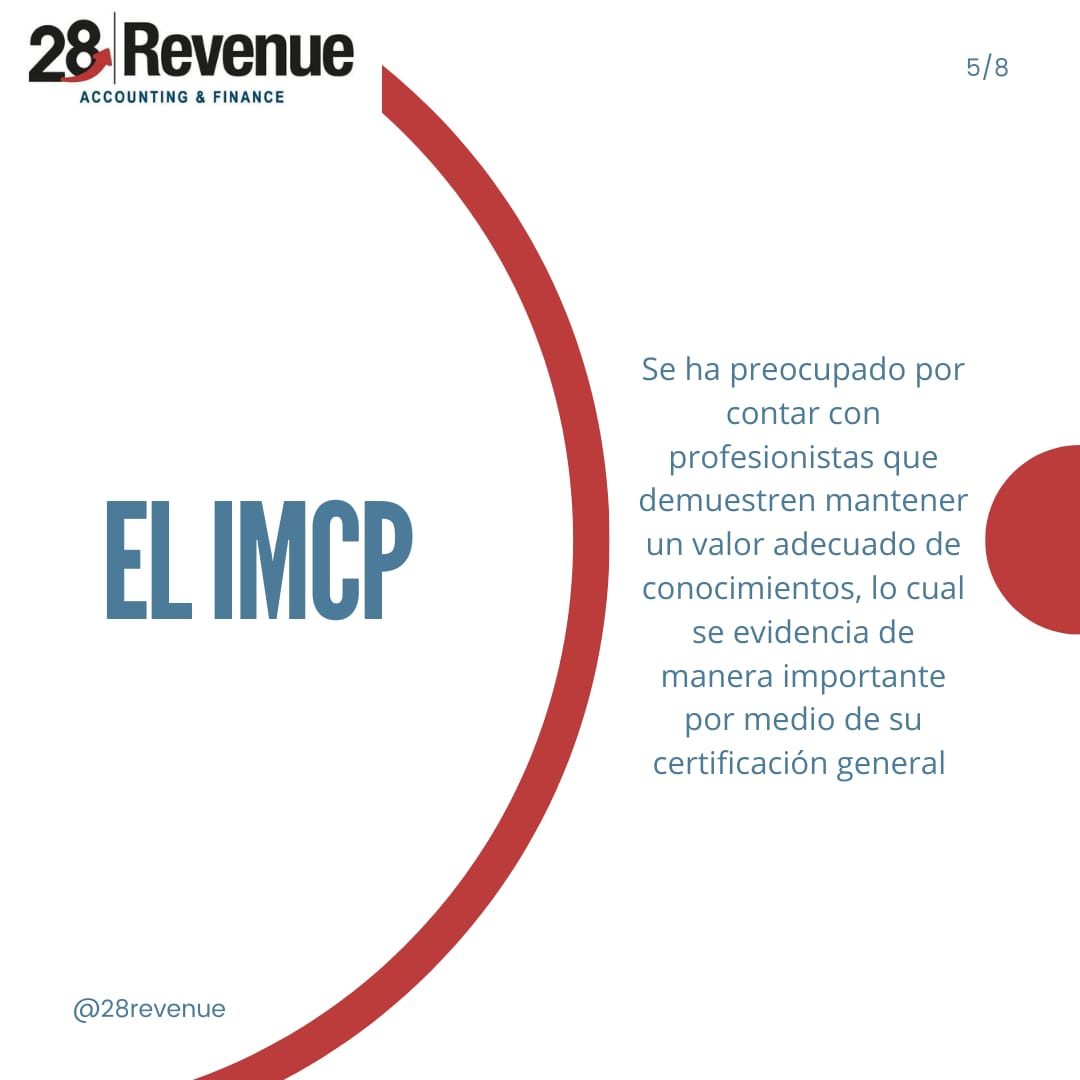 28 Revenue
ACCOUNTING & FINANCE
5/8
EL IMCP
Se ha preocupado por
contar con
profesionistas que
demuestren mantener
un valor adecuado de
conocimientos, lo cual
se evidencia de
manera importante
por medio de su
certificación general
@28revenue